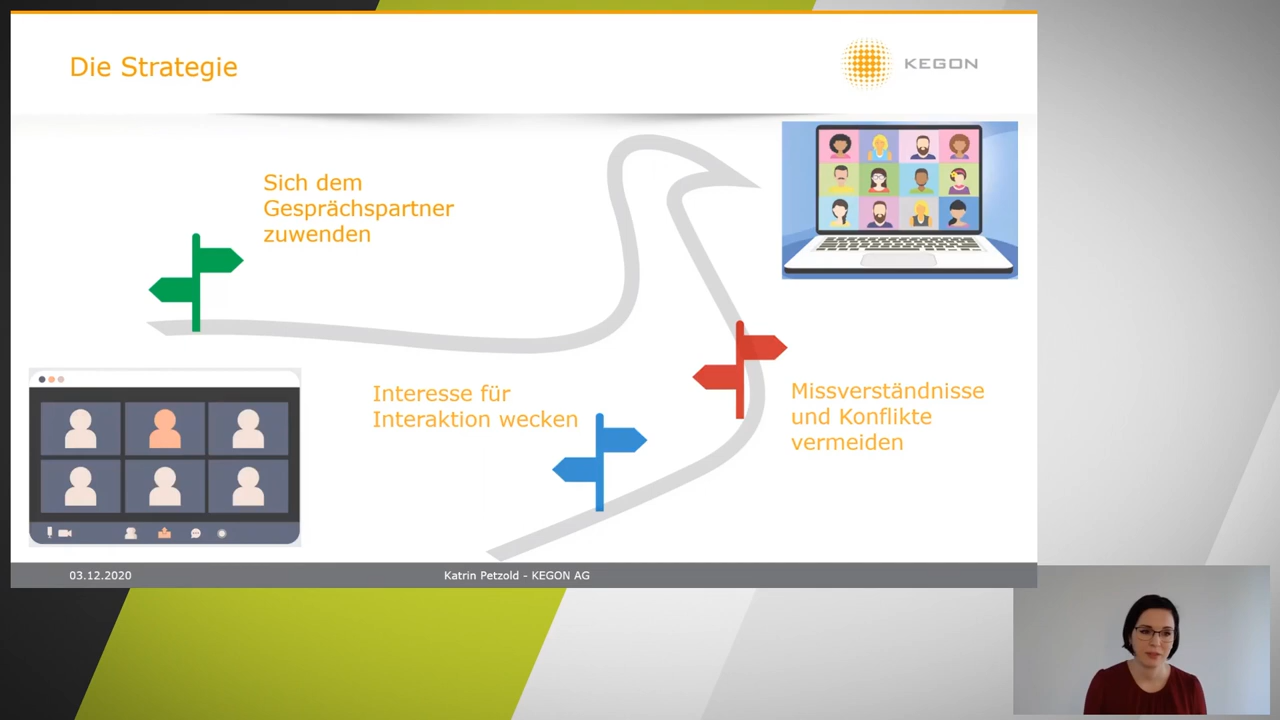 Die Strategie
KEGON
Sich dem
Gesprächspartner
zuwenden
Interesse für
Interaktion wecken
Missverständnisse
und Konflikte
vermeiden
03.12.2020
Katrin Petzold - KEGON AG